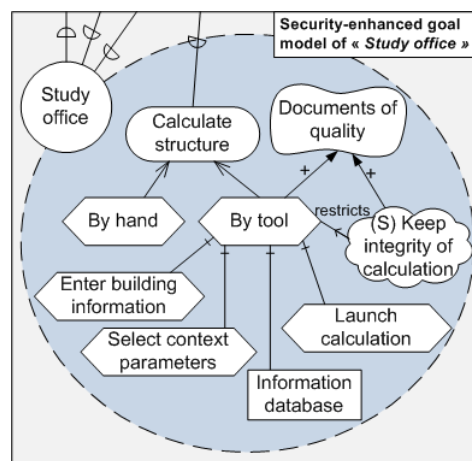 Security-enhanced goal
model of « Study office »
Study
office
Calculate
structure
Documents of
quality
+
+
By hand
By tool
restricts
(S) Keep
integrity of
calculation
Enter building
information
Select context
parameters
Launch
calculation
Information
database